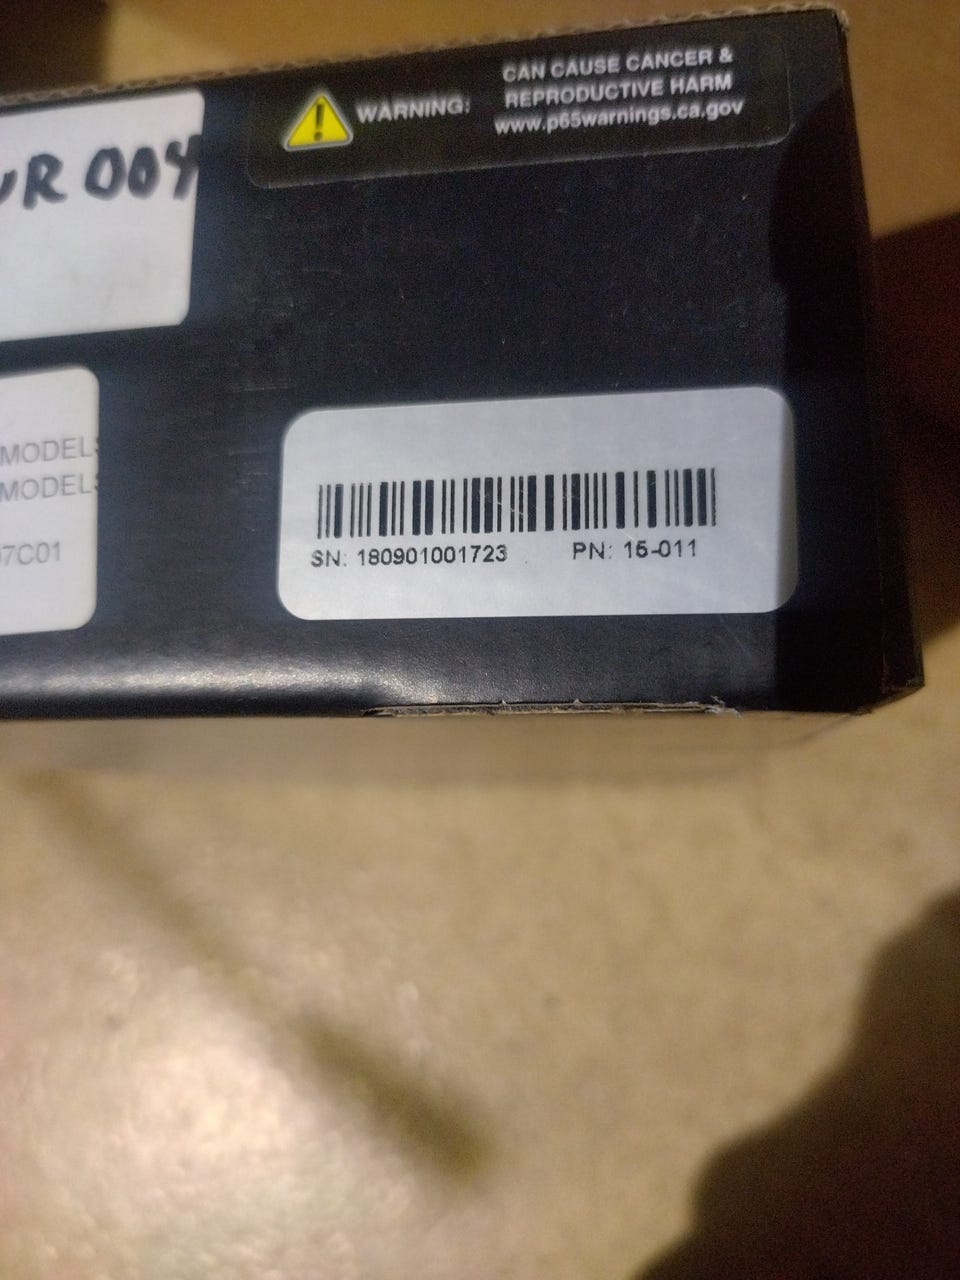 CAN CAUSE CANCER &
WARNING: REPRODUCTIVE HARM
www.p65warnings.ca.gov
R 004
MODELS
MODELS
7C01
SN: 180901001723 PN: 15-011